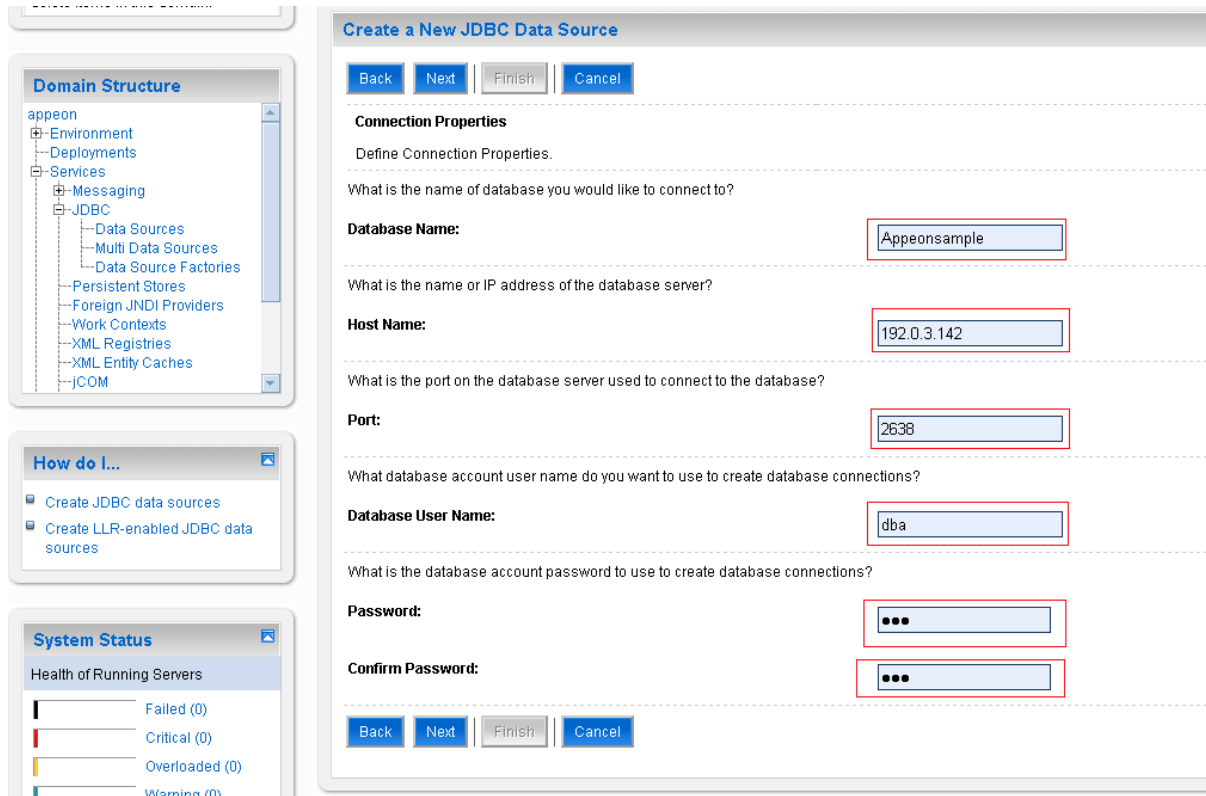 Create a New JDBC Data Source
Back Next Finish Cancel
Domain Structure
appeon
Environment
Deployments
Services
Messaging
JDBC
Data Sources
Multi Data Sources
Data Source Factories
Persistent Stores
Foreign JNDI Providers
Work Contexts
XML Registries
XML Entity Caches
jCOM
How do I...
Create JDBC data sources
Create LLR-enabled JDBC data
sources
System Status
Health of Running Servers
Failed (0)
Critical (0)
Overloaded (0)
Warning (0)
Connection Properties
Define Connection Properties.
What is the name of database you would like to connect to?
Database Name:
Appeonsample
What is the name or IP address of the database server?
Host Name:
192.0.3.142
What is the port on the database server used to connect to the database?
Port:
2638
What database account user name do you want to use to create database connections?
Database User Name:
dba
What is the database account password to use to create database connections?
Password:
●●●
Confirm Password:
●●●
Back Next Finish Cancel